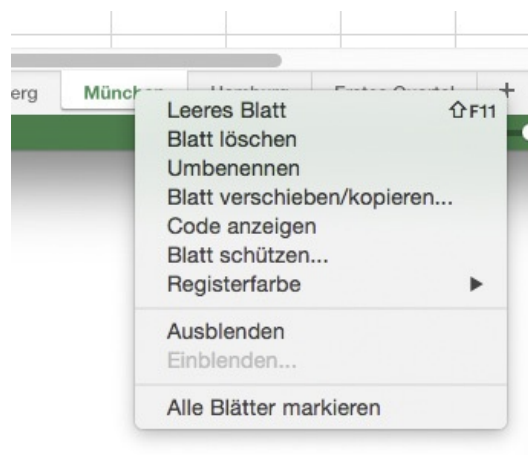 erg
Leeres Blatt ⇧F11
Blatt löschen
Umbenennen
Blatt verschieben/kopieren...
Code anzeigen
Blatt schützen...
Registerfarbe ▶
Ausblenden
Einblenden...
Alle Blätter markieren